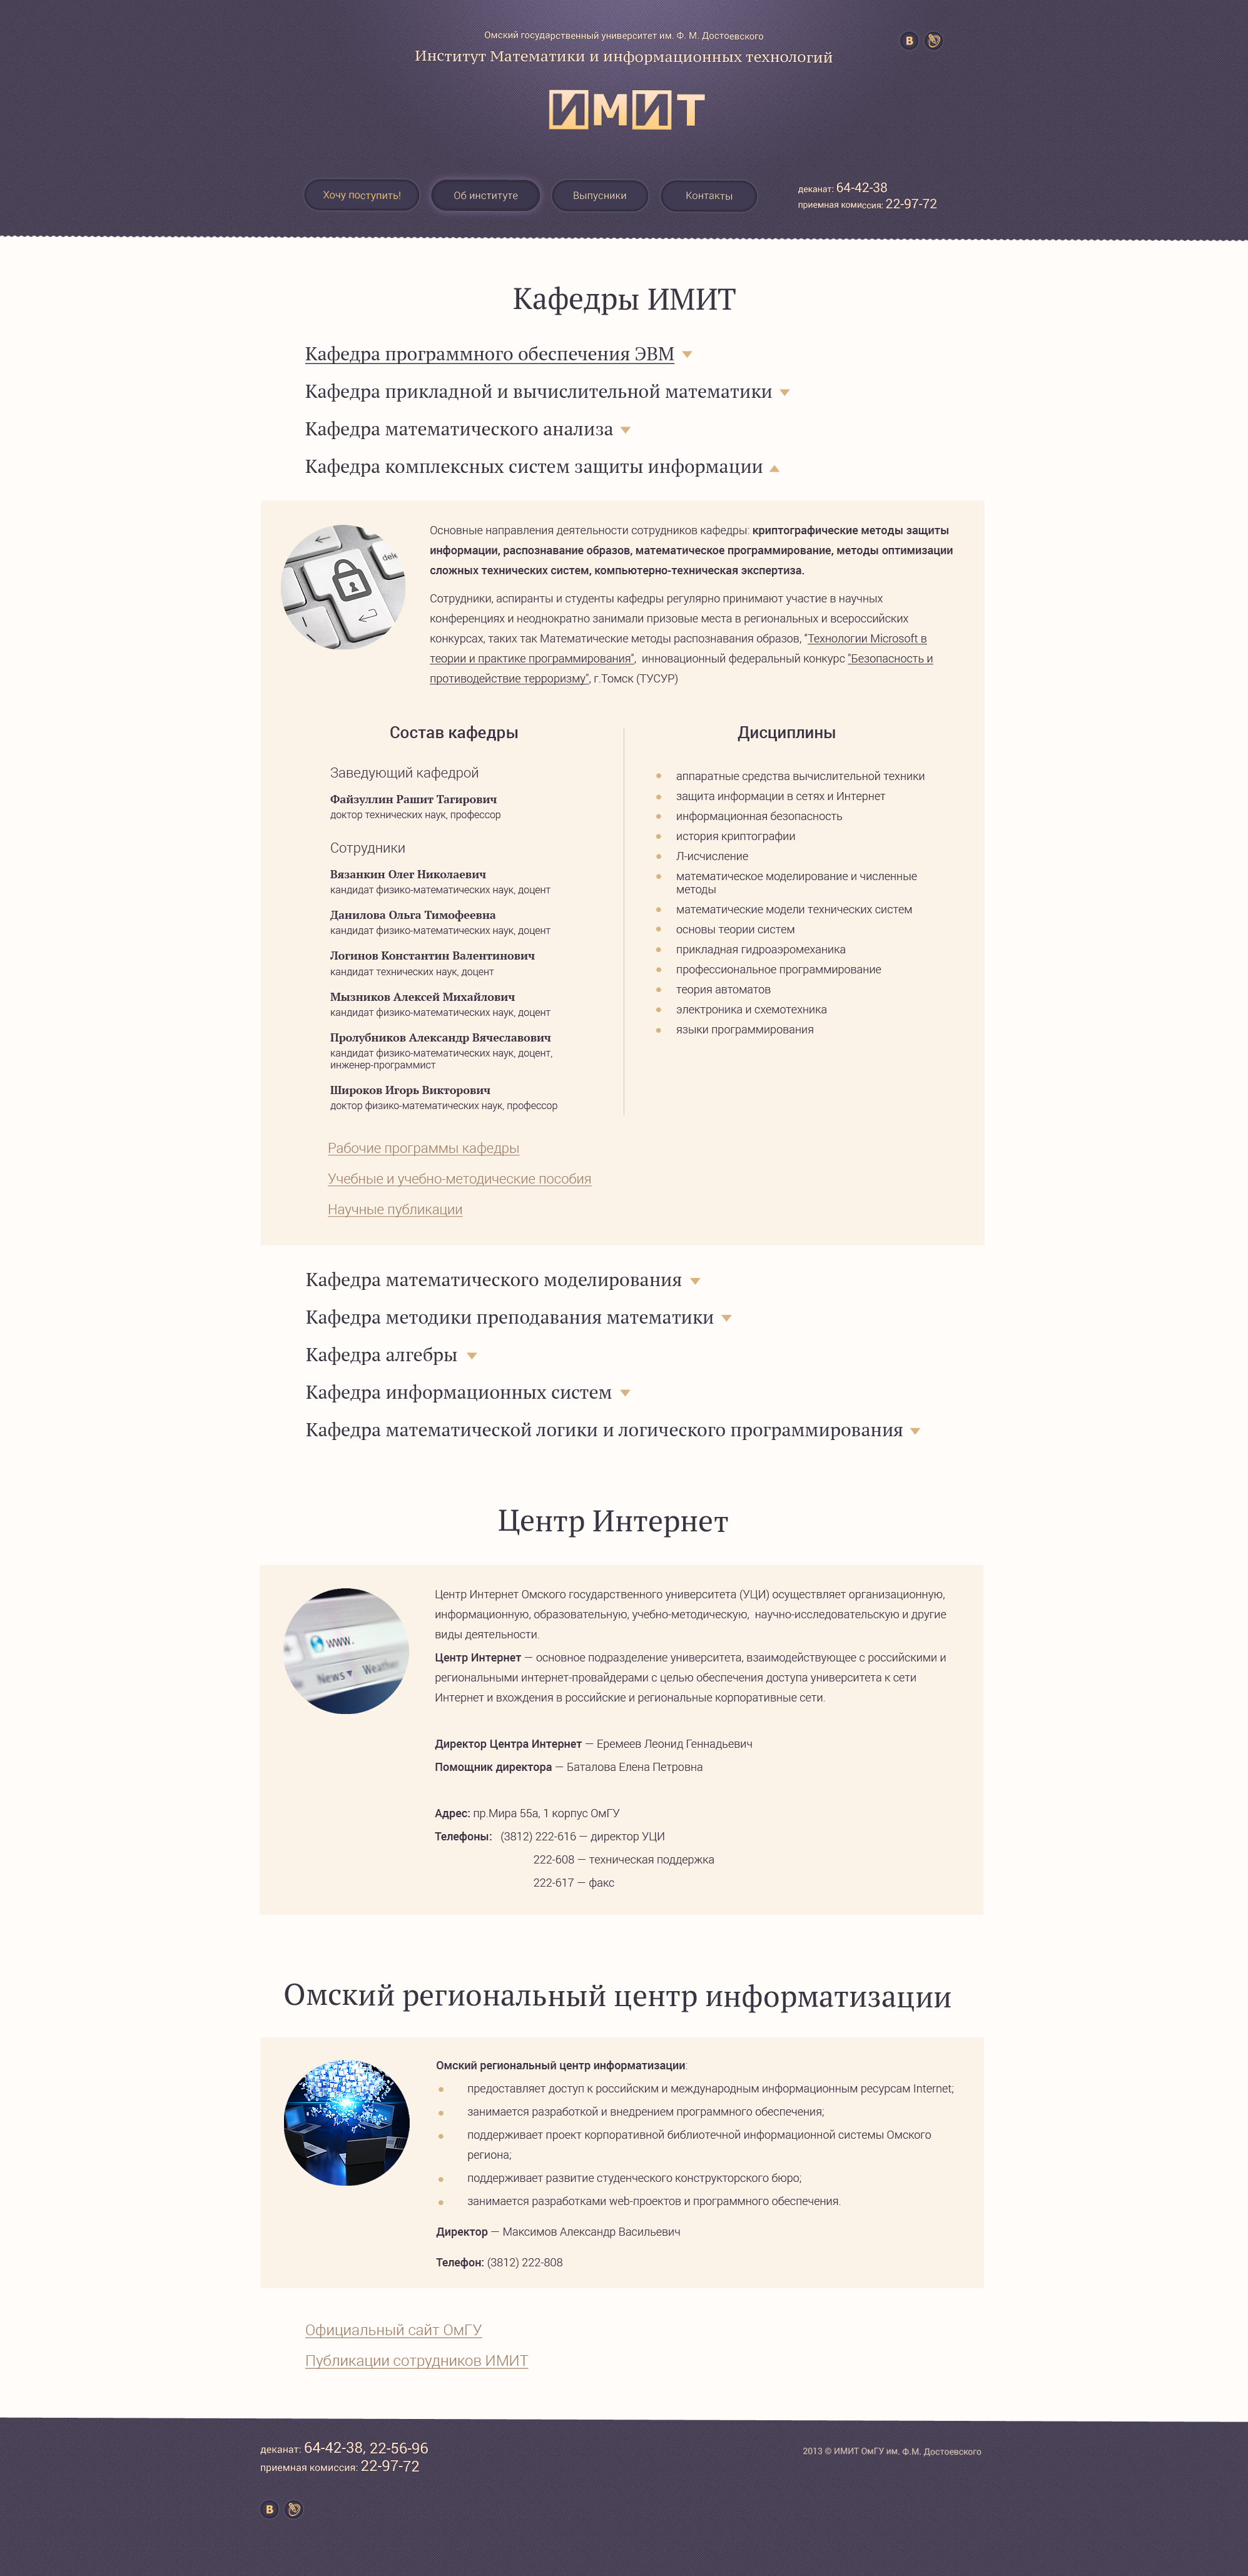 Омский государственный университет им. Ф. М. Достоевского
Институт Математики и информационных технологий
ИМИТ
Хочу поступить!
Об институте
Выпусники
Контакты
деканат: 64-42-38
приемная комиссия: 22-97-72
Кафедры ИМИТ
Кафедра программного обеспечения ЭВМ
Кафедра прикладной и вычислительной математики
Кафедра математического анализа
Кафедра комплексных систем защиты информации
dele
Основные направления деятельности сотрудников кафедры: криптографические методы защиты
информации, распознавание образов, математическое программирование, методы оптимизации
сложных технических систем, компьютерно-техническая экспертиза.
Сотрудники, аспиранты и студенты кафедры регулярно принимают участие в научных
конференциях и неоднократно занимали призовые места в региональных и всероссийских
конкурсах, таких так Математические методы распознавания образов, "Технологии Microsoft в
теории и практике программирования", инновационный федеральный конкурс "Безопасность и
противодействие терроризму", г.Томск (ТУСУР)
Состав кафедры
Заведующий кафедрой
Файзуллин Рашит Тагирович
доктор технических наук, профессор
Сотрудники
Вязанкин Олег Николаевич
кандидат физико-математических наук, доцент
Данилова Ольга Тимофеевна
кандидат физико-математических наук, доцент
Логинов Константин Валентинович
кандидат технических наук, доцент
Мызников Алексей Михайлович
кандидат физико-математических наук, доцент
Пролубников Александр Вячеславович
кандидат физико-математических наук, доцент,
инженер-программист
Широков Игорь Викторович
доктор физико-математических наук, профессор
Дисциплины
аппаратные средства вычислительной техники
защита информации в сетях и Интернет
информационная безопасность
история криптографии
Л-исчисление
математическое моделирование и численные
методы
математические модели технических систем
основы теории систем
прикладная гидроаэромеханика
профессиональное программирование
теория автоматов
электроника и схемотехника
языки программирования
Рабочие программы кафедры
Учебные и учебно-методические пособия
Научные публикации
Кафедра математического моделирования
Кафедра методики преподавания математики
Кафедра алгебры
Кафедра информационных систем
Кафедра математической логики и логического программирования
Центр Интернет
www.
News
Weather
Центр Интернет Омского государственного университета (УЦИ) осуществляет организационную,
информационную, образовательную, учебно-методическую, научно-исследовательскую и другие
виды деятельности.
Центр Интернет — основное подразделение университета, взаимодействующее с российскими и
региональными интернет-провайдерами с целью обеспечения доступа университета к сети
Интернет и вхождения в российские и региональные корпоративные сети.
Директор Центра Интернет — Еремеев Леонид Геннадьевич
Помощник директора — Баталова Елена Петровна
Адрес: пр.Мира 55а, 1 корпус ОмГУ
Телефоны: (3812) 222-616 — директор УЦИ
222-608 — техническая поддержка
222-617 — факс
Омский региональный центр информатизации
Омский региональный центр информатизации:
предоставляет доступ к российским и международным информационным ресурсам Internet;
занимается разработкой и внедрением программного обеспечения;
поддерживает проект корпоративной библиотечной информационной системы Омского
региона;
поддерживает развитие студенческого конструкторского бюро;
занимается разработками web-проектов и программного обеспечения.
Директор — Максимов Александр Васильевич
Телефон: (3812) 222-808
Официальный сайт ОмГУ
Публикации сотрудников ИМИТ
деканат: 64-42-38, 22-56-96
приемная комиссия: 22-97-72
2013 © ИМИТ ОмГУ им. Ф.М. Достоевского